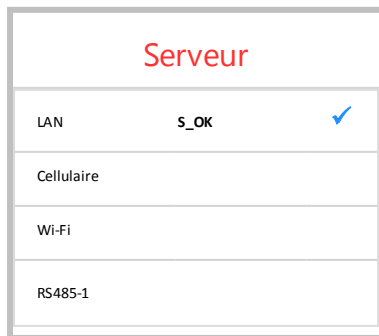 Serveur
LAN S_OK
Cellulaire
Wi-Fi
RS485-1